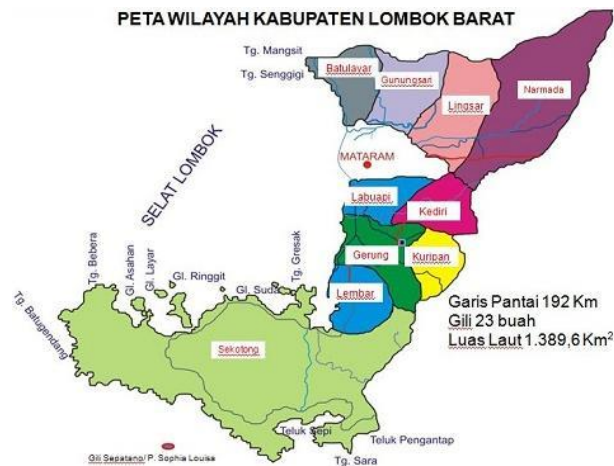 PETA WILAYAH KABUPATEN LOMBOK BARAT
Tg. Mangsit
Tg. Senggigi
Batulayar
Gunungsari
Lingsar
Narmada
MATARAM
SELAT LOMBOK
Labuapi
Kediri
Gerung
Kuripan
Lembar
Tg. Bebera
Gl. Asahan
Gl. Layar
Gl. Ringgit
Gl. Suda
Tg. Gresak
Tg. Batugendang
Sekotong
Garis Pantai 192 Km
Gili 23 buah
Luas Laut 1.389,6 Km²
Teluk Sepi
Teluk Pengantap
Tg. Sara
Gili Sepatang/ P. Sophia Louisa